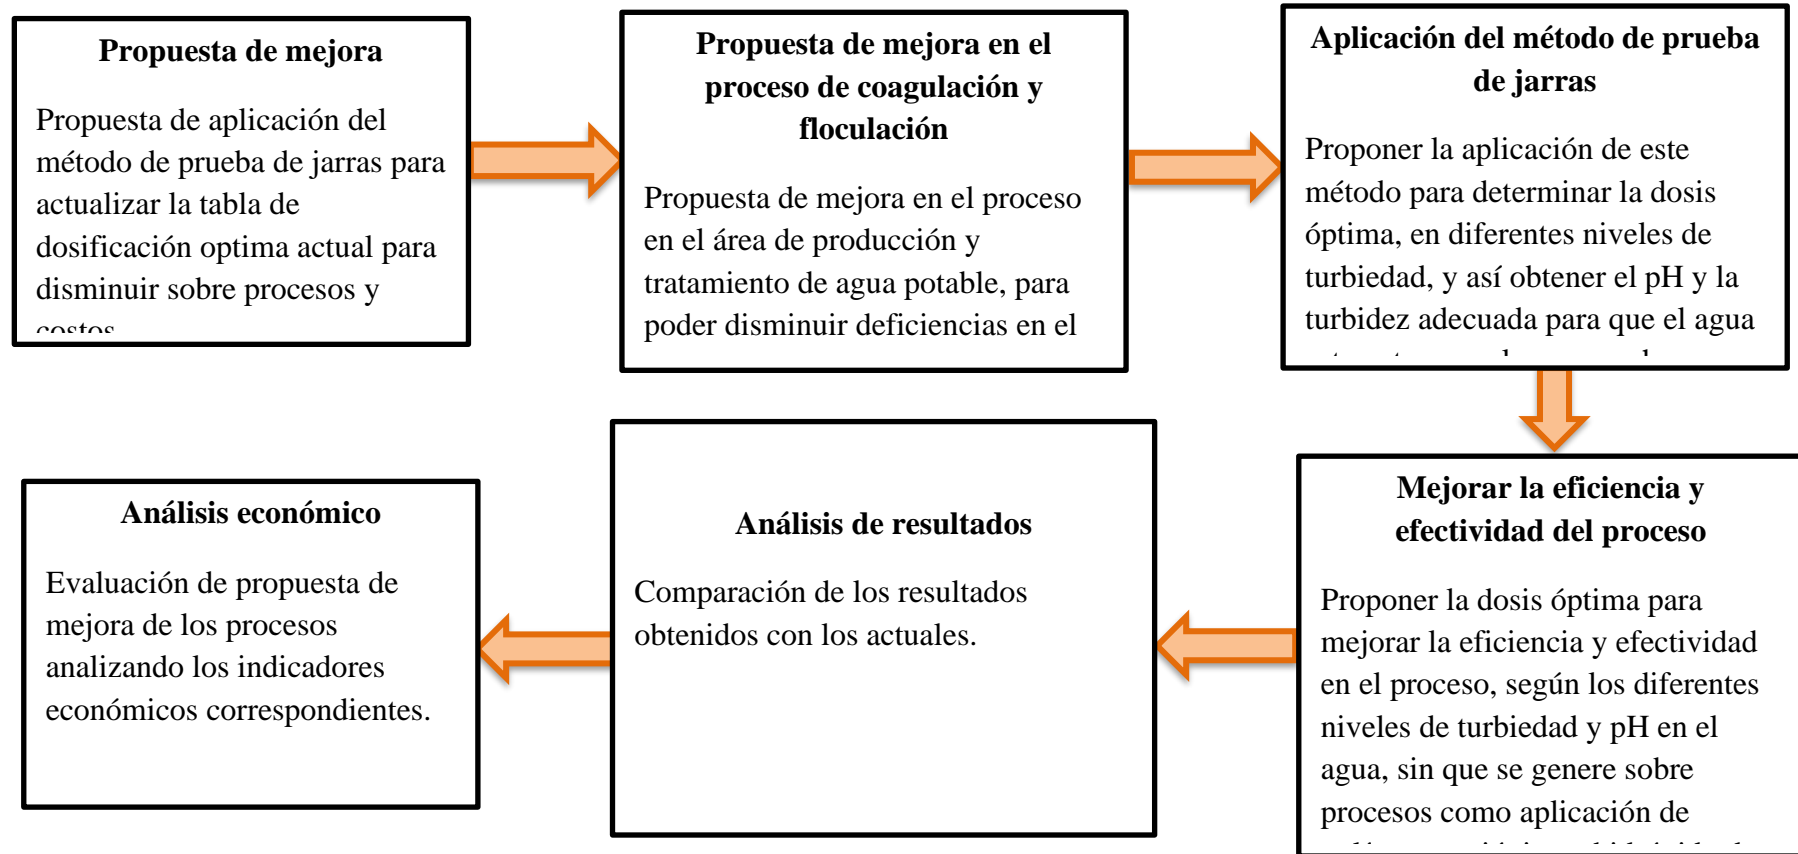 Propuesta de mejora
Propuesta de aplicación del
método de prueba de jarras para
actualizar la tabla de
dosificación optima actual para
disminuir sobre procesos y
costos
Propuesta de mejora en el
proceso de coagulación y
floculación
Propuesta de mejora en el proceso
en el área de producción y
tratamiento de agua potable, para
poder disminuir deficiencias en el
Aplicación del método de prueba
de jarras
Proponer la aplicación de este
método para determinar la dosis
óptima, en diferentes niveles de
turbiedad, y así obtener el pH y la
turbidez adecuada para que el agua
Mejorar la eficiencia y
efectividad del proceso
Proponer la dosis óptima para
mejorar la eficiencia y efectividad
en el proceso, según los diferentes
niveles de turbiedad y pH en el
agua, sin que se genere sobre
procesos como aplicación de
Análisis de resultados
Comparación de los resultados
obtenidos con los actuales.
Análisis económico
Evaluación de propuesta de
mejora de los procesos
analizando los indicadores
económicos correspondientes.